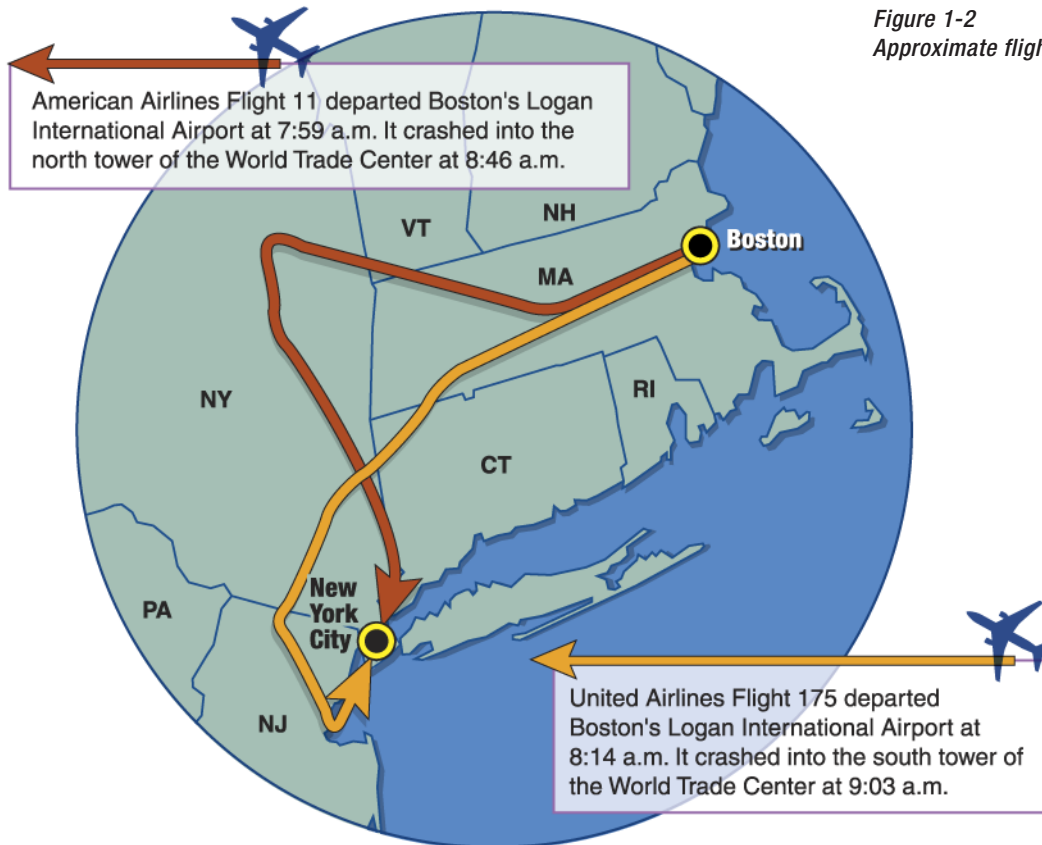 Figure 1-2
Approximate fligh
American Airlines Flight 11 departed Boston's Logan
International Airport at 7:59 a.m. It crashed into the
north tower of the World Trade Center at 8:46 a.m.
VT
NH
Boston
MA
NY
RI
CT
New
York
City
PA
NJ
United Airlines Flight 175 departed
Boston's Logan International Airport at
8:14 a.m. It crashed into the south tower of
the World Trade Center at 9:03 a.m.